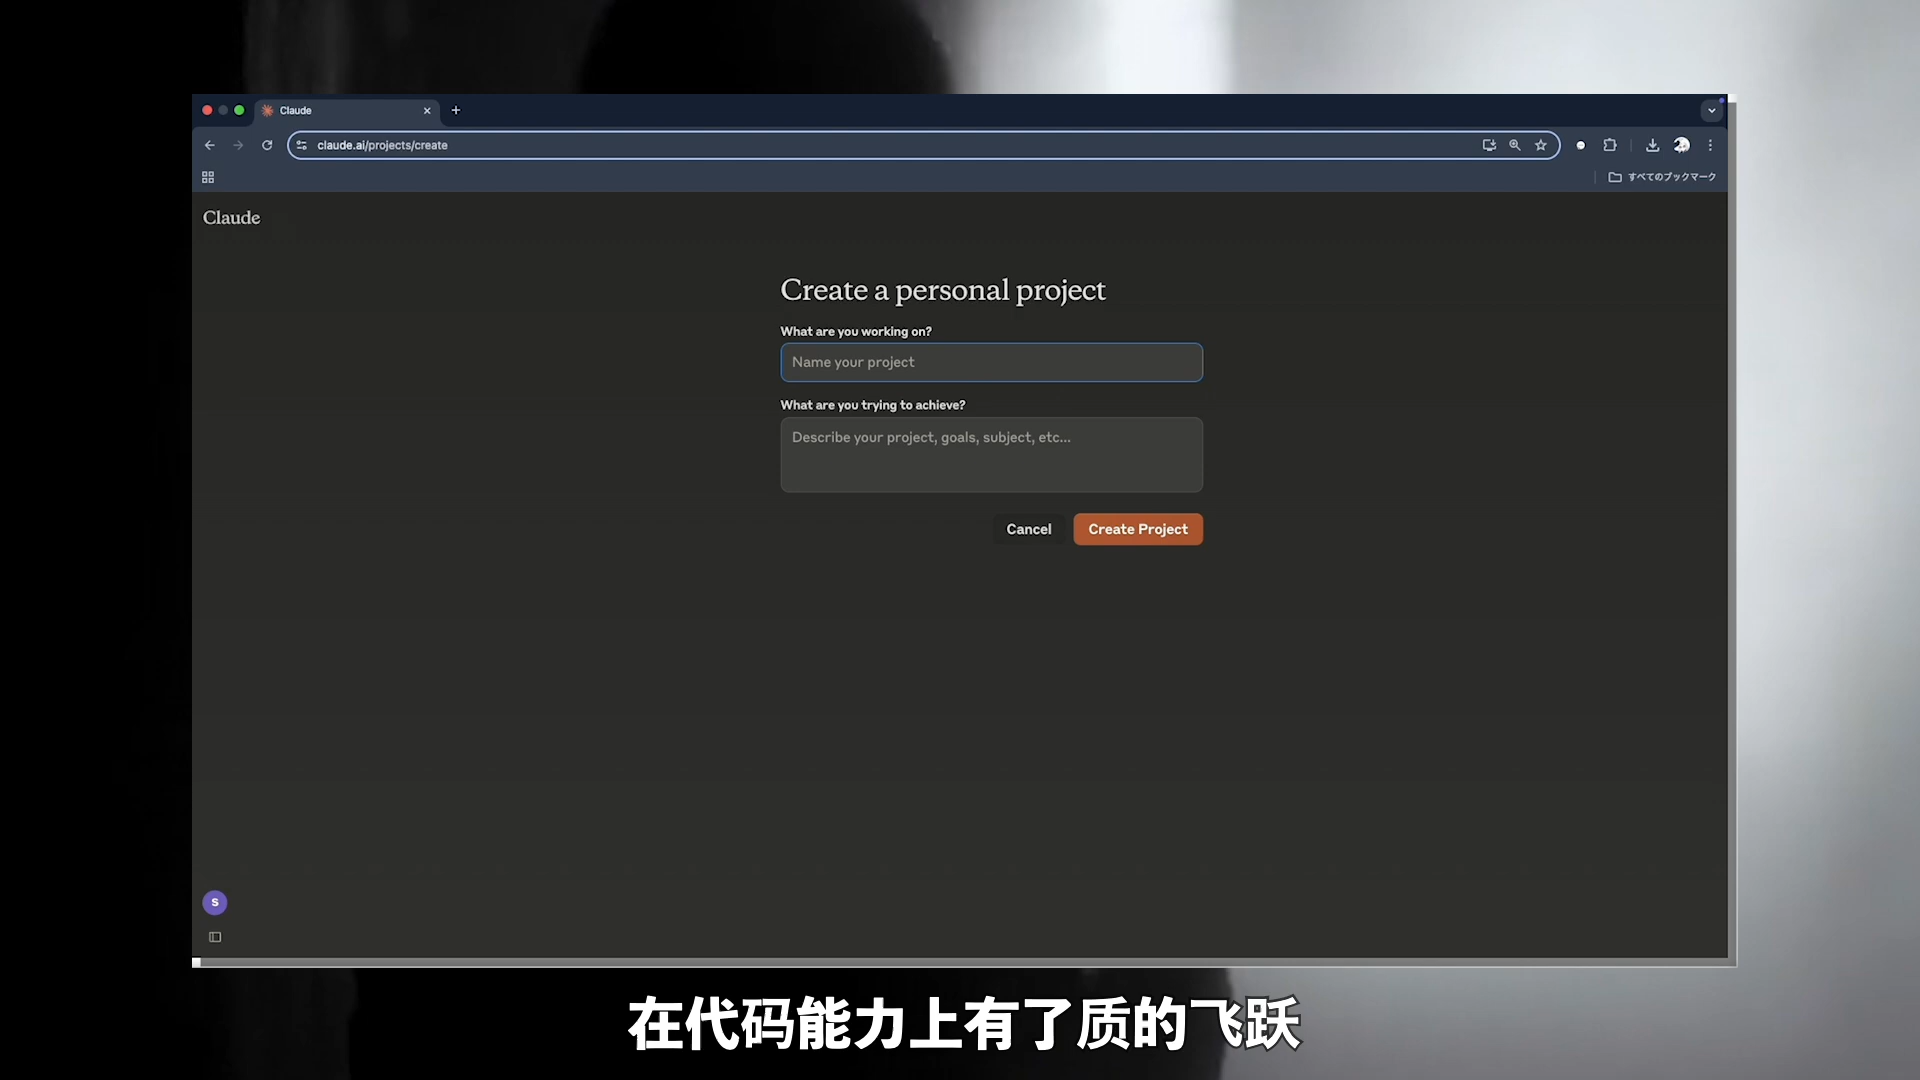 Claude
claude.ai/projects/create
すべてのブックマーク
Claude
Create a personal project
What are you working on?
Name your project
What are you trying to achieve?
Describe your project, goals, subject, etc...
Cancel
Create Project
S
在代码能力上有了质的飞跃